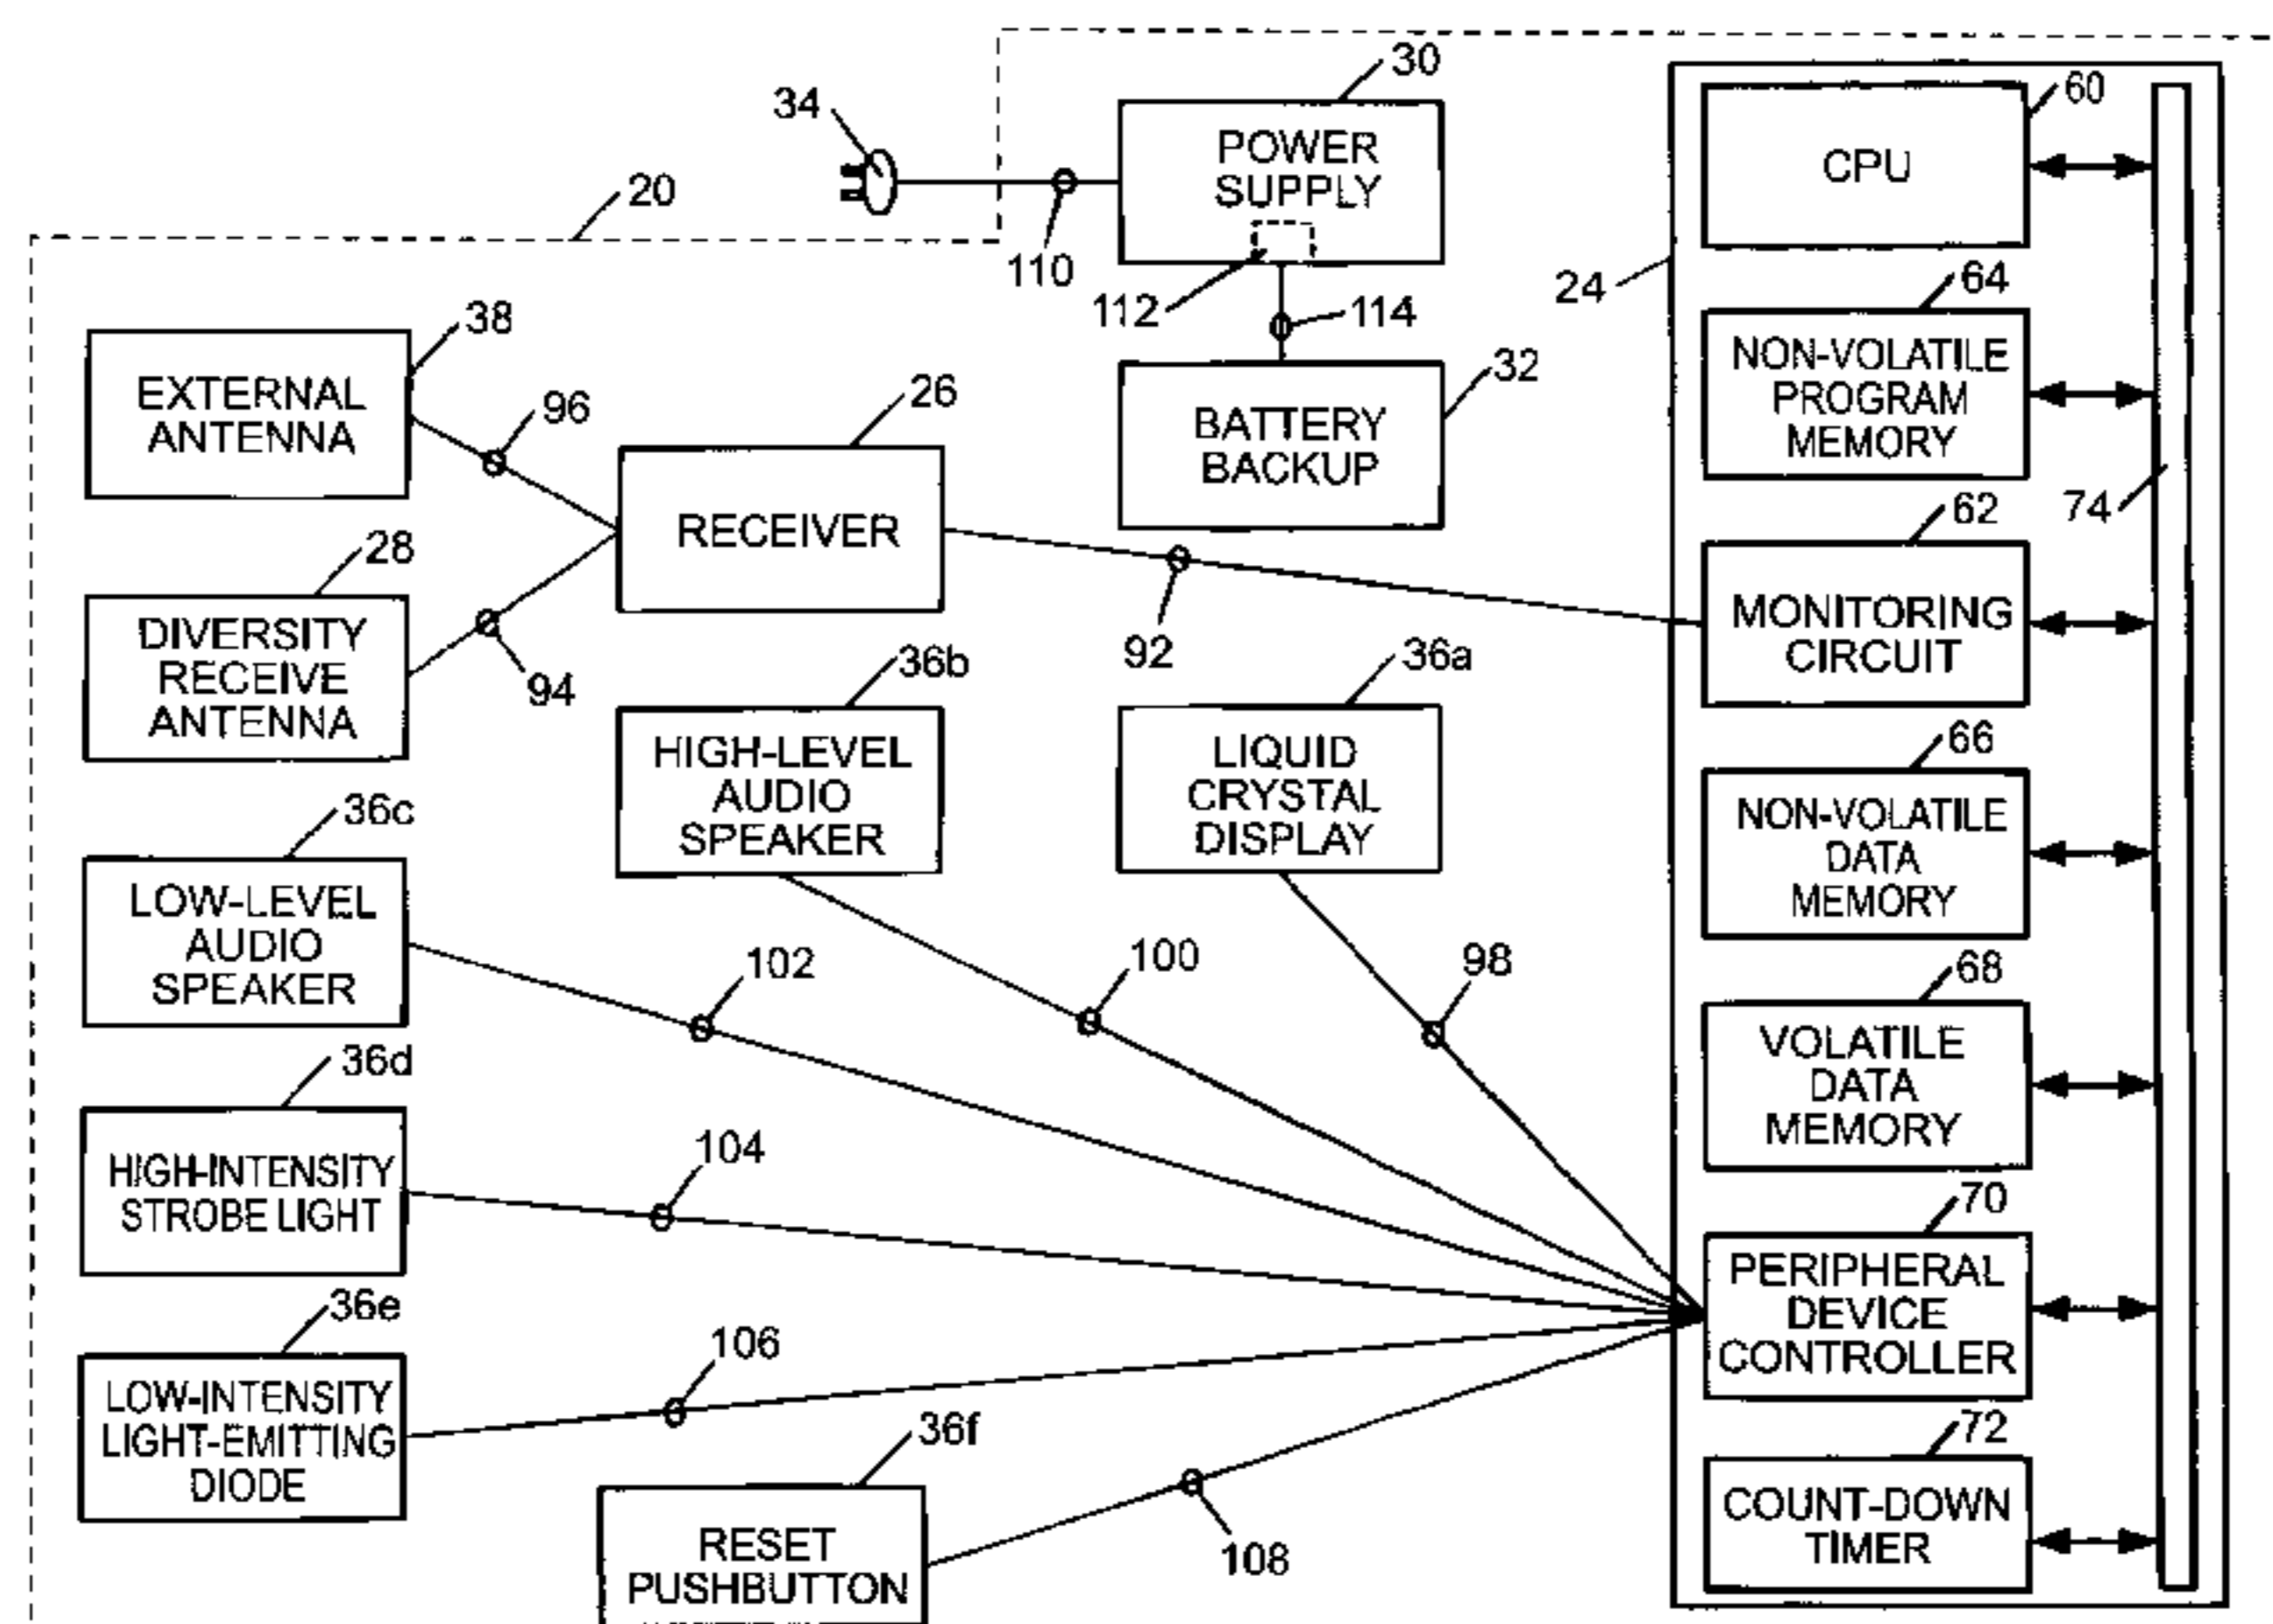 30
34
POWER
SUPPLY
60
CPU
20
110
112
114
24
64
NON-VOLATILE
PROGRAM
MEMORY
38
EXTERNAL
ANTENNA
96
26
RECEIVER
32
BATTERY
BACKUP
74
62
MONITORING
CIRCUIT
28
DIVERSITY
RECEIVE
ANTENNA
94
92
36b
HIGH-LEVEL
AUDIO
SPEAKER
36a
LIQUID
CRYSTAL
DISPLAY
66
NON-VOLATILE
DATA
MEMORY
36c
LOW-LEVEL
AUDIO
SPEAKER
102
100
98
68
VOLATILE
DATA
MEMORY
36d
HIGH-INTENSITY
STROBE LIGHT
104
70
PERIPHERAL
DEVICE
CONTROLLER
36e
LOW-INTENSITY
LIGHT-EMITTING
DIODE
106
36f
RESET
PUSHBUTTON
108
72
COUNT-DOWN
TIMER